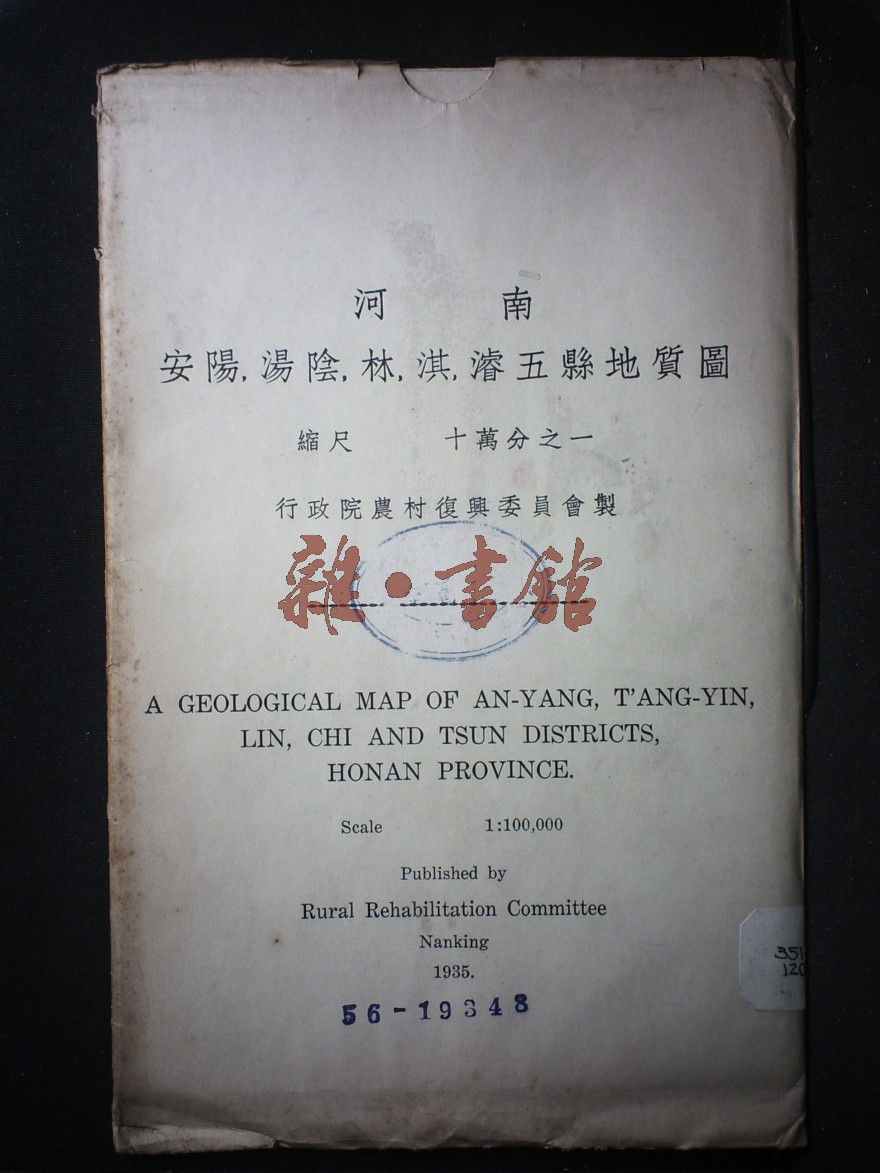 河 南
安陽,湯陰,林,淇,濬五縣地質圖
縮尺 十萬分之一
行政院農村復興委員會製
雜·書館
A GEOLOGICAL MAP OF AN-YANG, T'ANG-YIN,
LIN, CHI AND TSUN DISTRICTS,
HONAN PROVINCE.
Scale 1:100,000
Published by
Rural Rehabilitation Committee
Nanking
1935.
351
120
56-19348